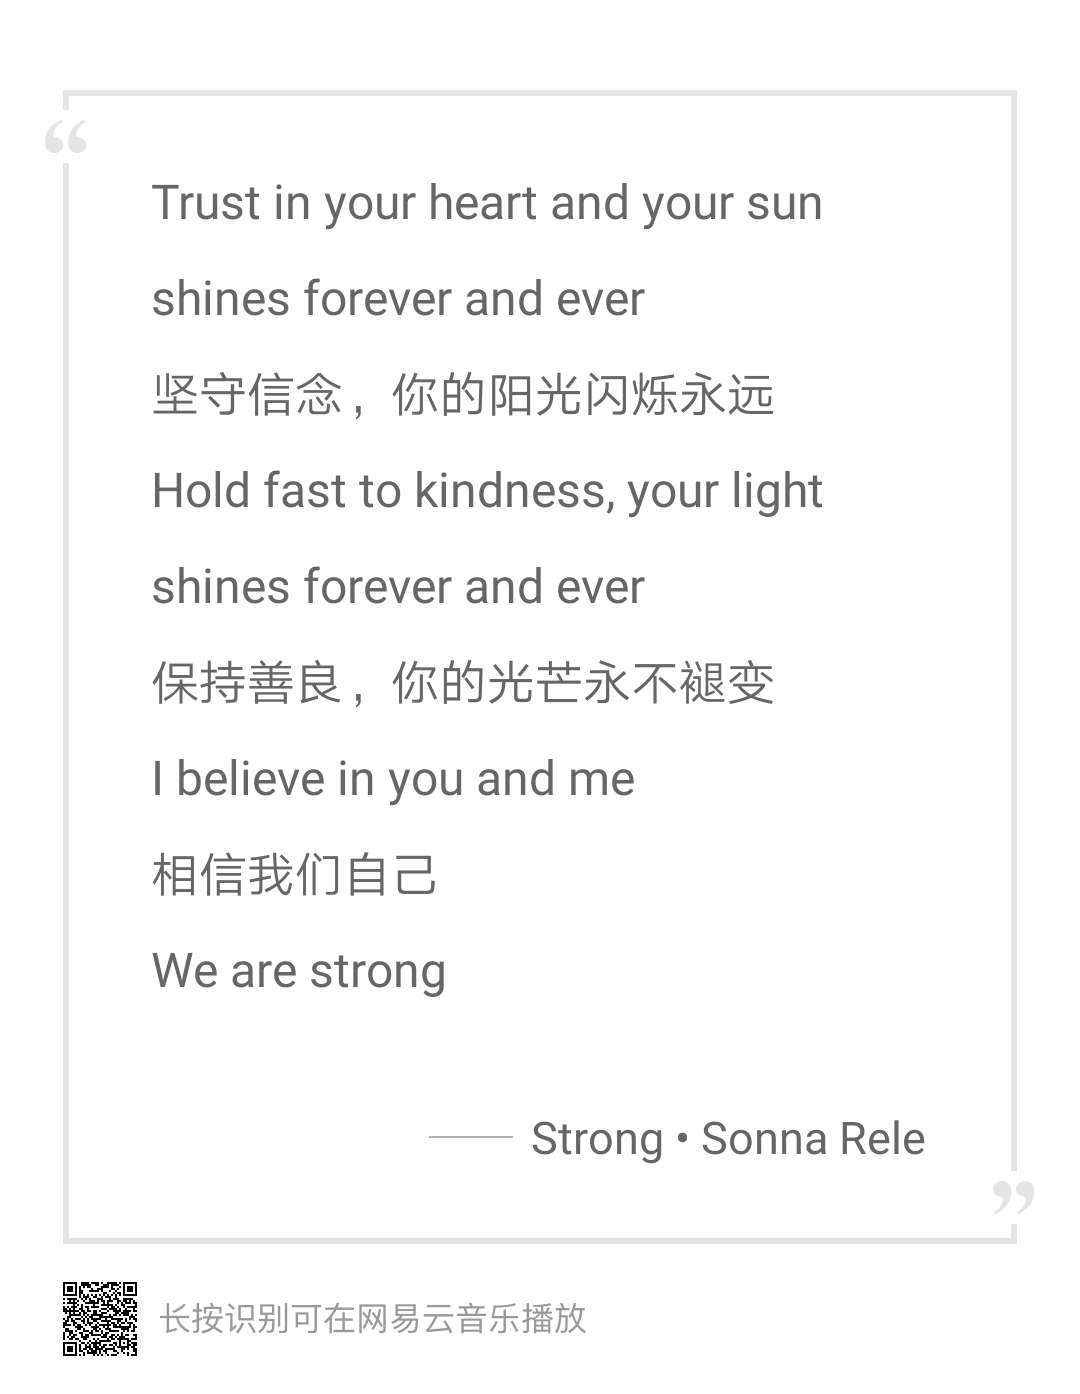 “
Trust in your heart and your sun
shines forever and ever
坚守信念，你的阳光闪烁永远
Hold fast to kindness, your light
shines forever and ever
保持善良，你的光芒永不褪变
I believe in you and me
相信我们自己
We are strong
—— Strong • Sonna Rele
”
长按识别可在网易云音乐播放